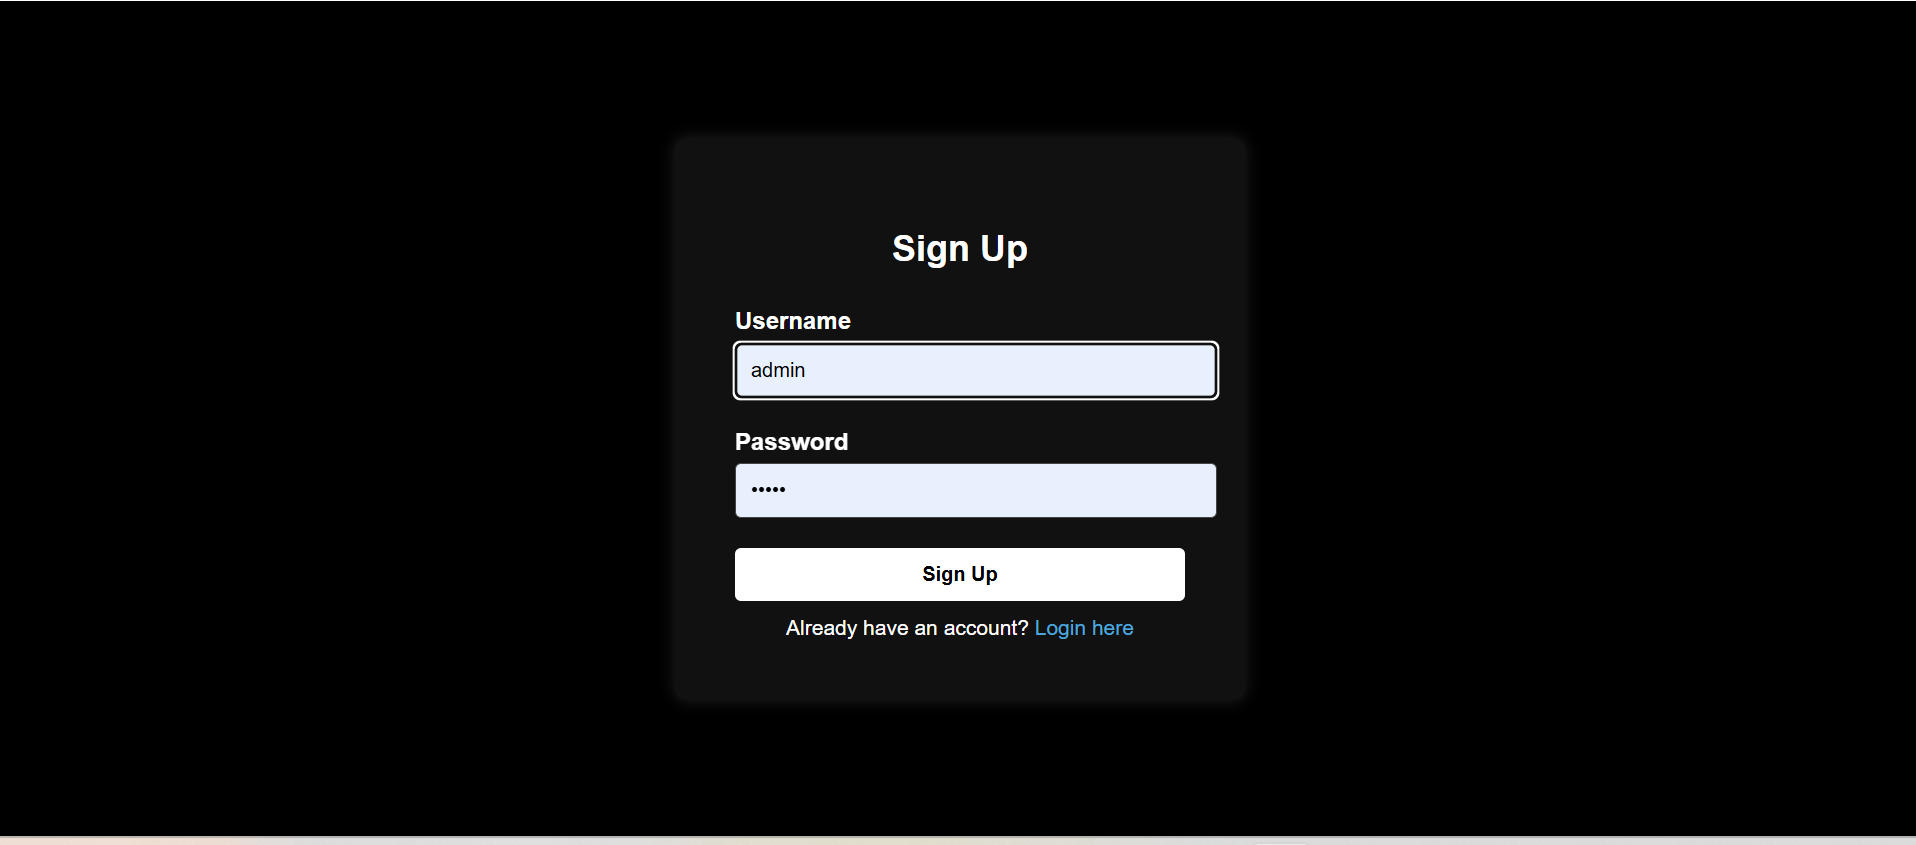 Sign Up
Username
admin
Password
•••••
Sign Up
Already have an account? Login here